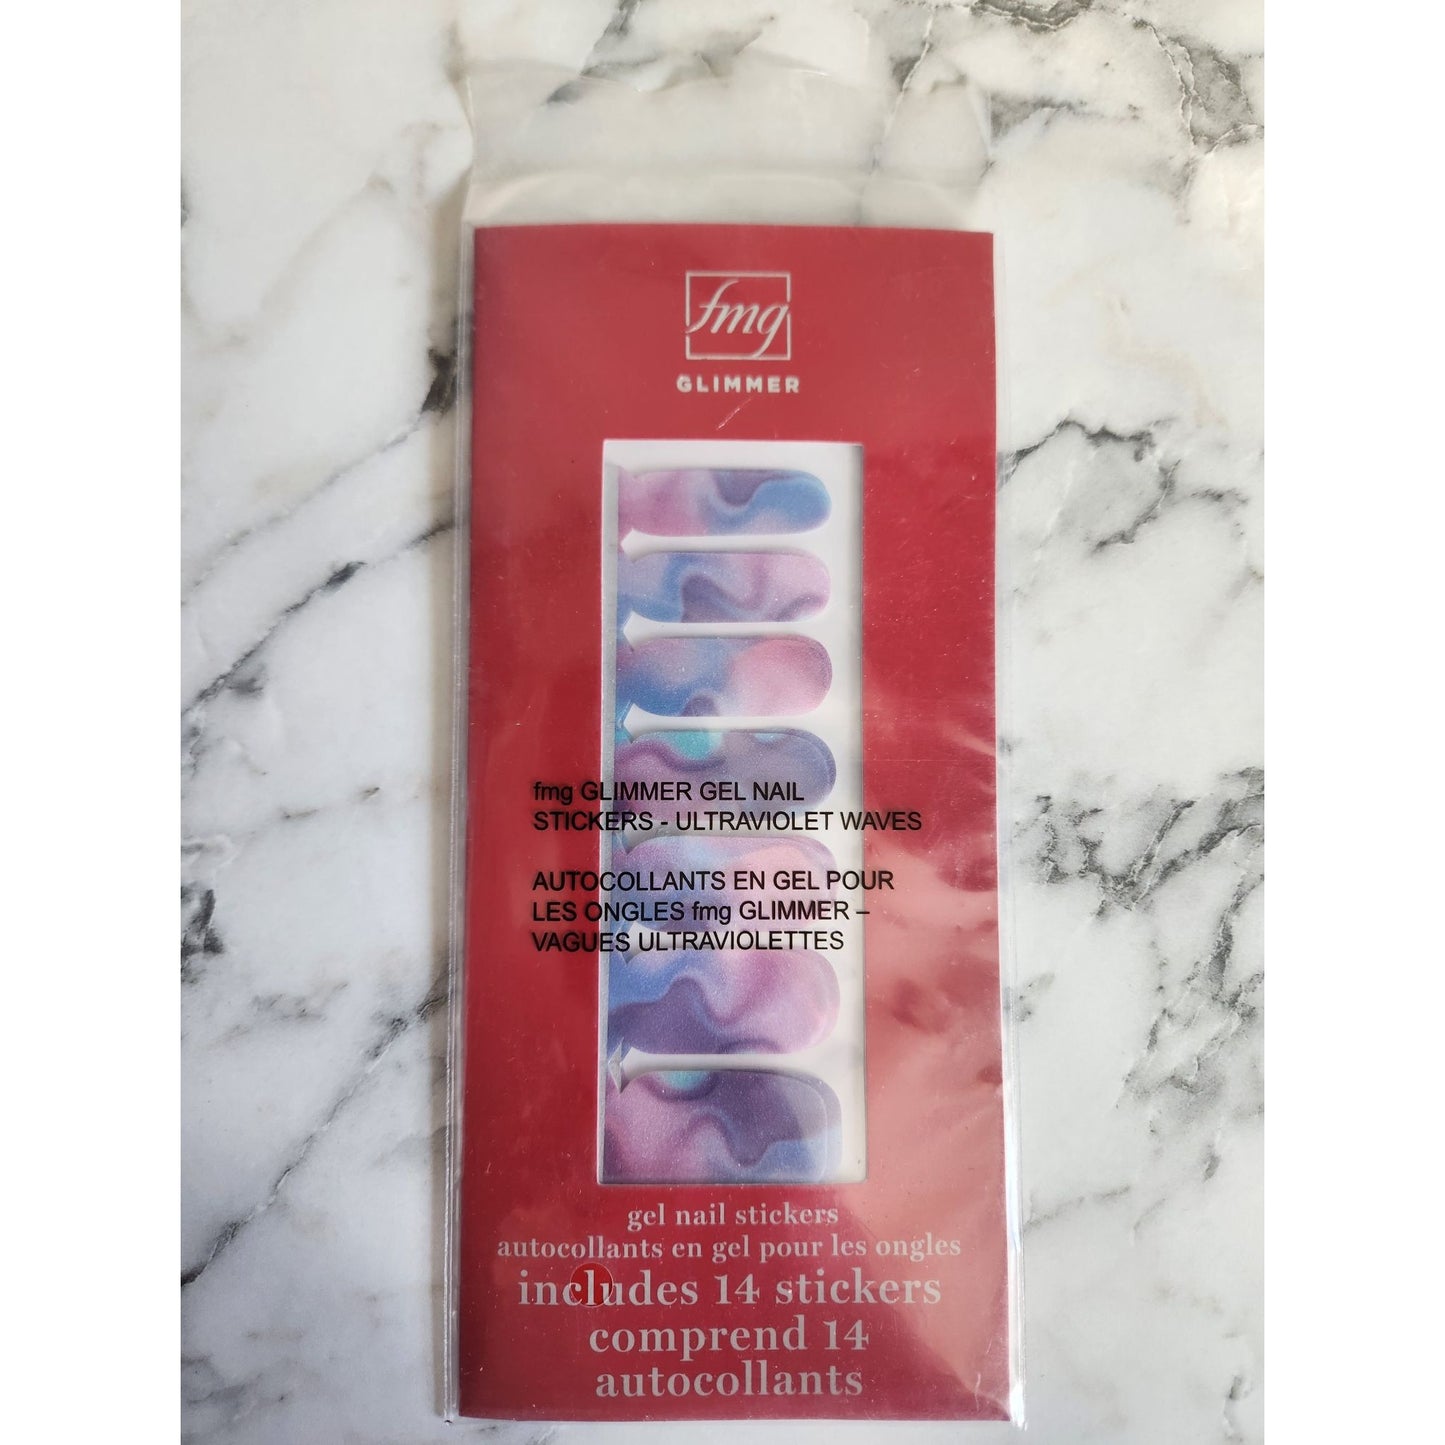 fmg
GLIMMER
fmg GLIMMER GEL NAIL
STICKERS - ULTRAVIOLET WAVES
AUTOCOLLANTS EN GEL POUR
LES ONGLES fmg GLIMMER –
VAGUES ULTRAVIOLETTES
gel nail stickers
autocollants en gel pour les ongles
includes 14 stickers
comprend 14
autocollants